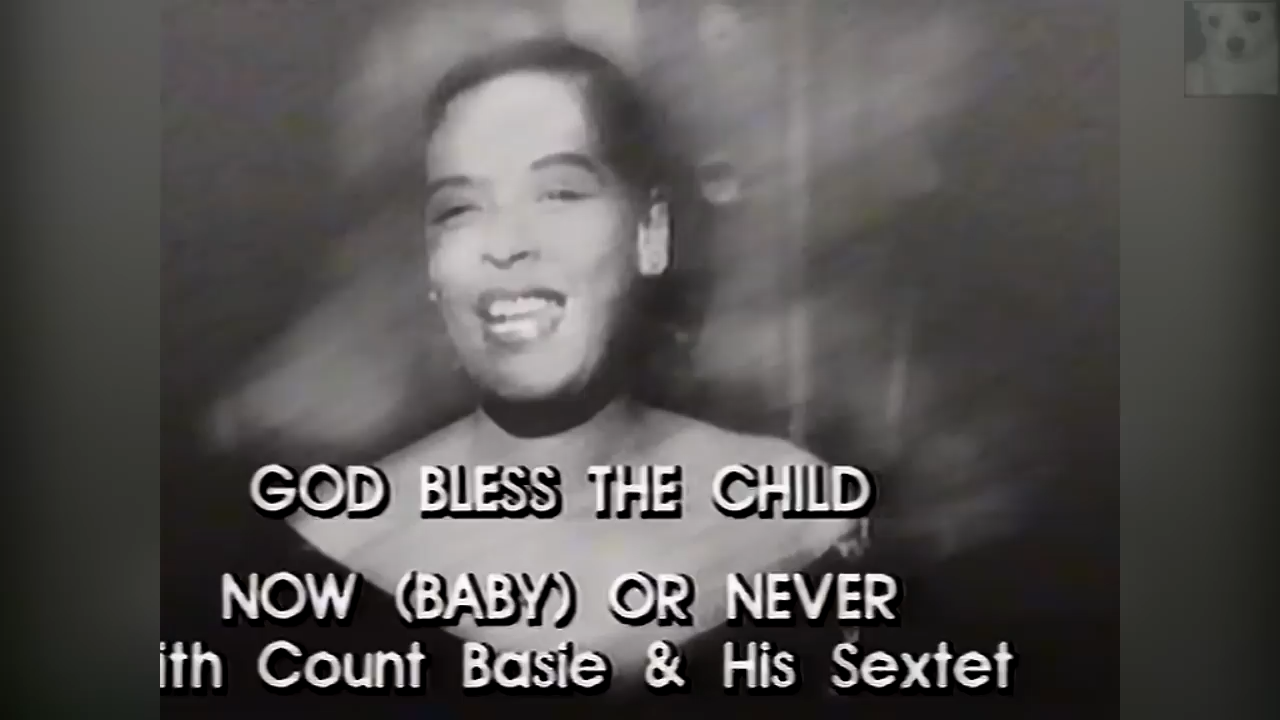 GOD BLESS THE CHILD
NOW (BABY) OR NEVER
ith Count Basie & His Sextet